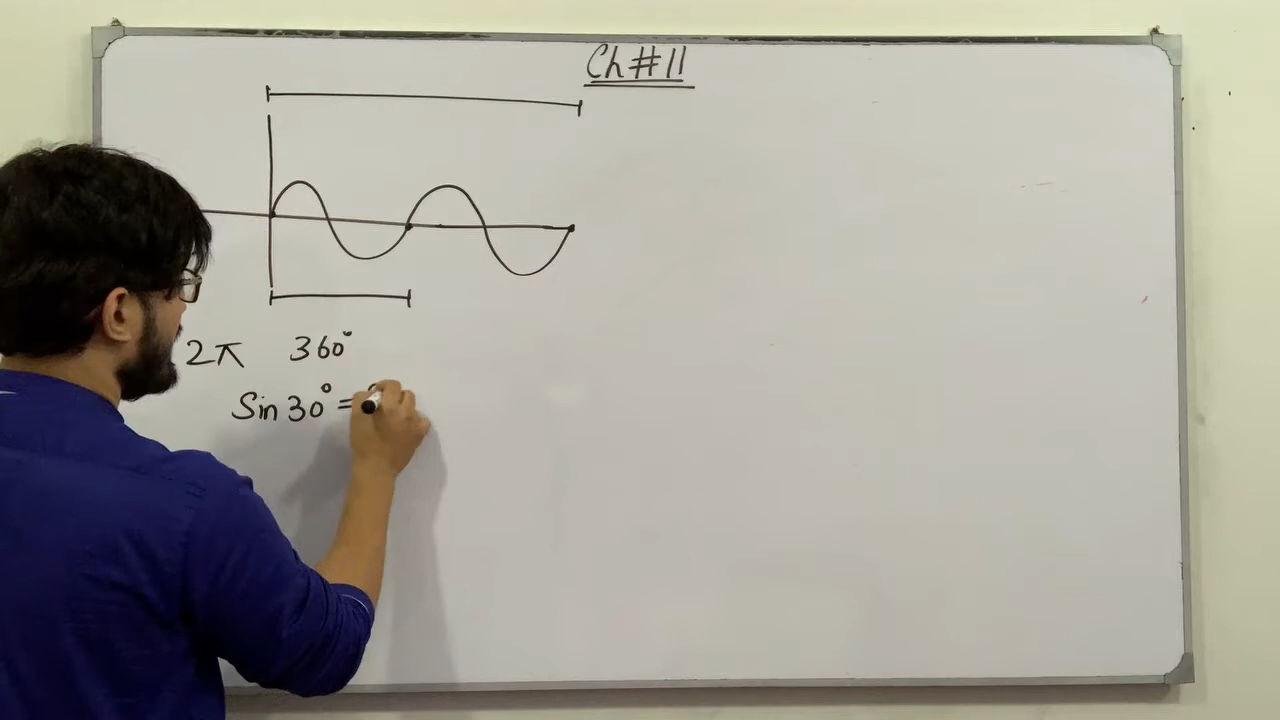 Ch # 11
2π 360°
Sin 30° =